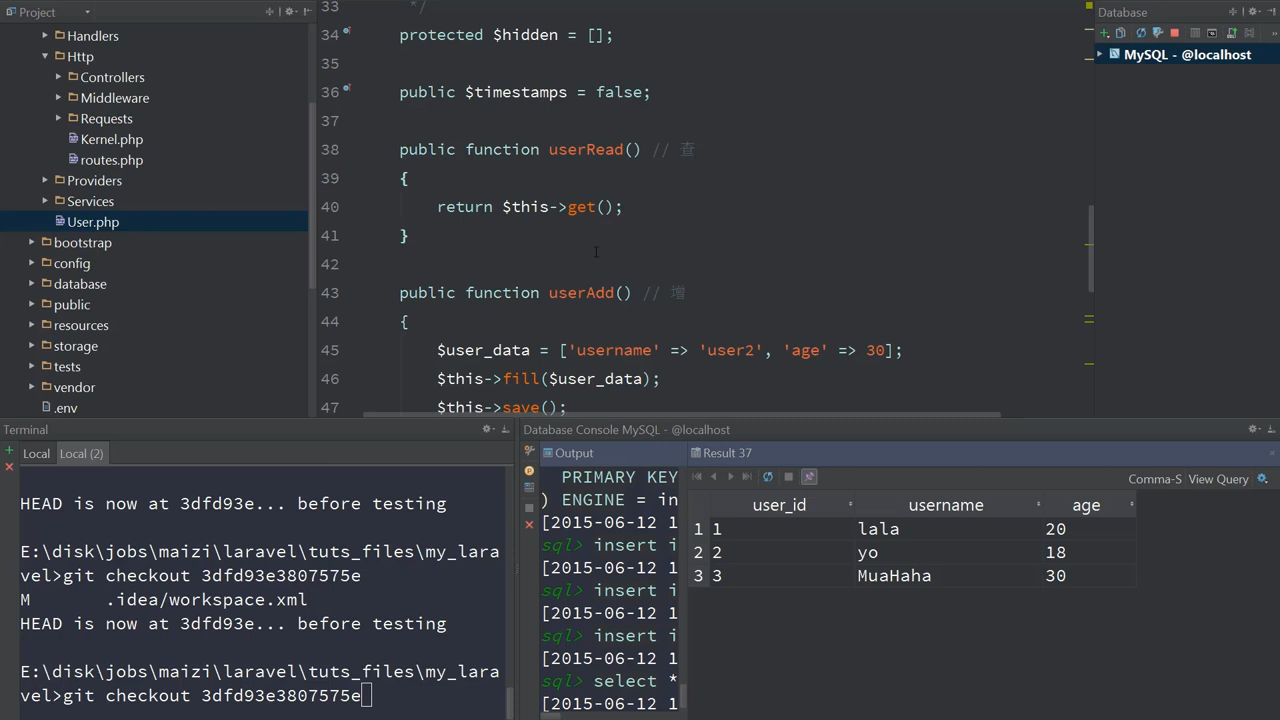 Project
Handlers
Http
Controllers
Middleware
Requests
Kernel.php
routes.php
Providers
Services
User.php
bootstrap
config
database
public
resources
storage
tests
vendor
.env
33 */
34 protected $hidden = [];
35
36 public $timestamps = false;
37
38 public function userRead() // 查
39 {
40 return $this->get();
41 }
42
43 public function userAdd() // 增
44 {
45 $user_data = ['username' => 'user2', 'age' => 30];
46 $this->fill($user_data);
47 $this->save();
Database
MySQL - @localhost
Terminal
Local Local (2)
HEAD is now at 3dfd93e... before testing
E:\disk\jobs\maizi\laravel\tuts_files\my_lara
vel>git checkout 3dfd93e3807575e
M .idea/workspace.xml
HEAD is now at 3dfd93e... before testing
E:\disk\jobs\maizi\laravel\tuts_files\my_lara
vel>git checkout 3dfd93e3807575e
Database Console MySQL - @localhost
Output
PRIMARY KEY
) ENGINE = in
[2015-06-12 1
sql> insert i
[2015-06-12 1
sql> insert i
[2015-06-12 1
sql> insert i
[2015-06-12 1
sql> select *
[2015-06-12 1
Result 37
Comma-S View Query
user_id username age
1 1 lala 20
2 2 yo 18
3 3 MuaHaha 30